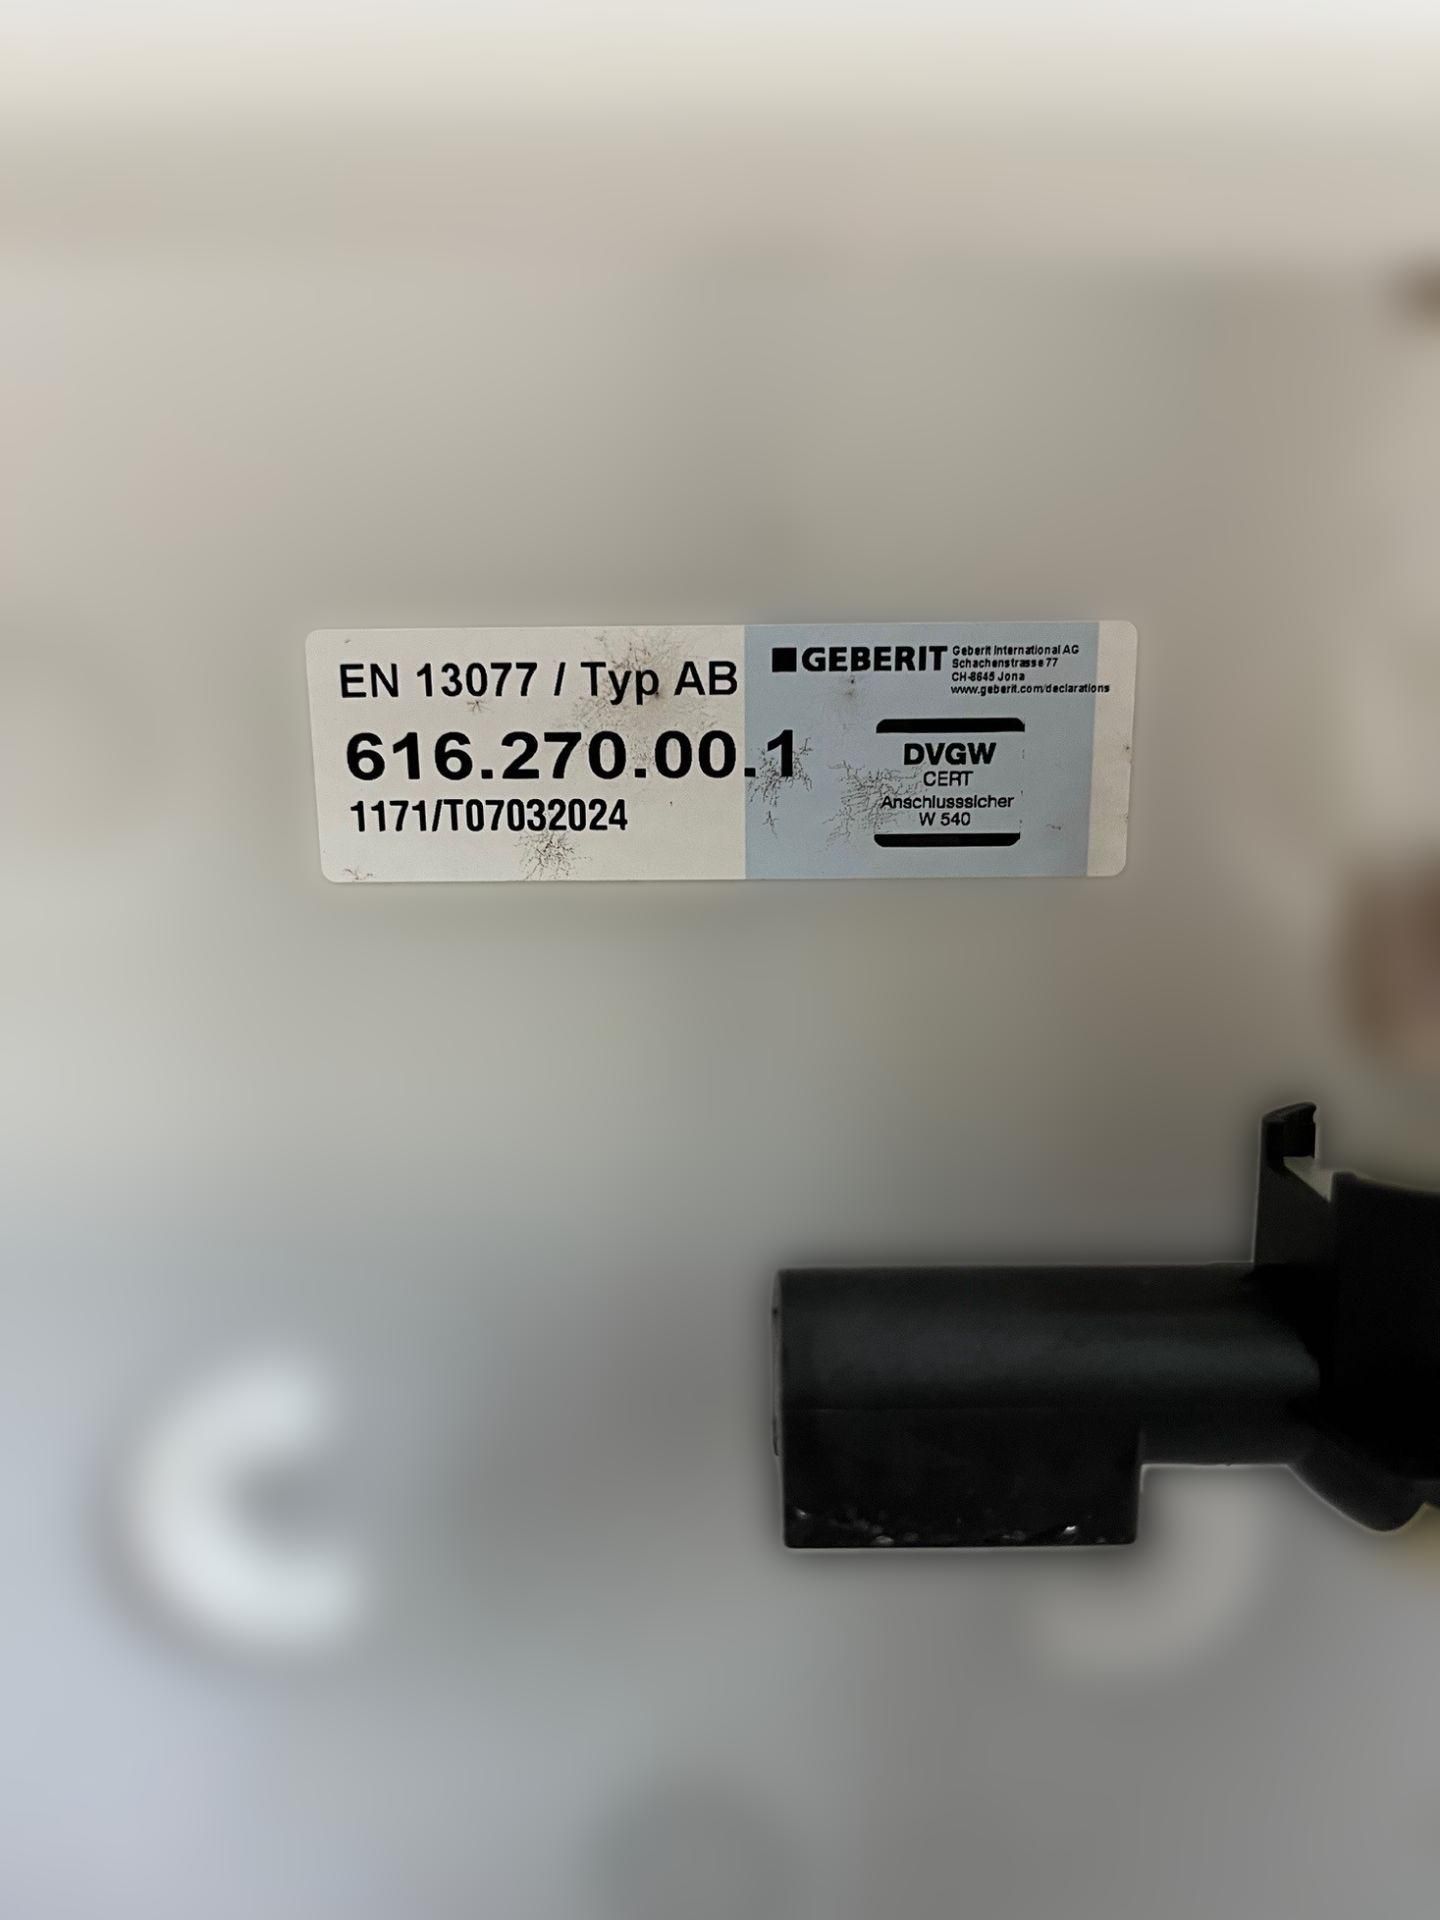 EN 13077 / Typ AB
616.270.00.1
1171/T07032024
GEBERIT
Geberit International AG
Schachenstrasse 77
CH-8645 Jona
www.geberit.com/declarations
DVGW
CERT
Anschlusssicher
W 540